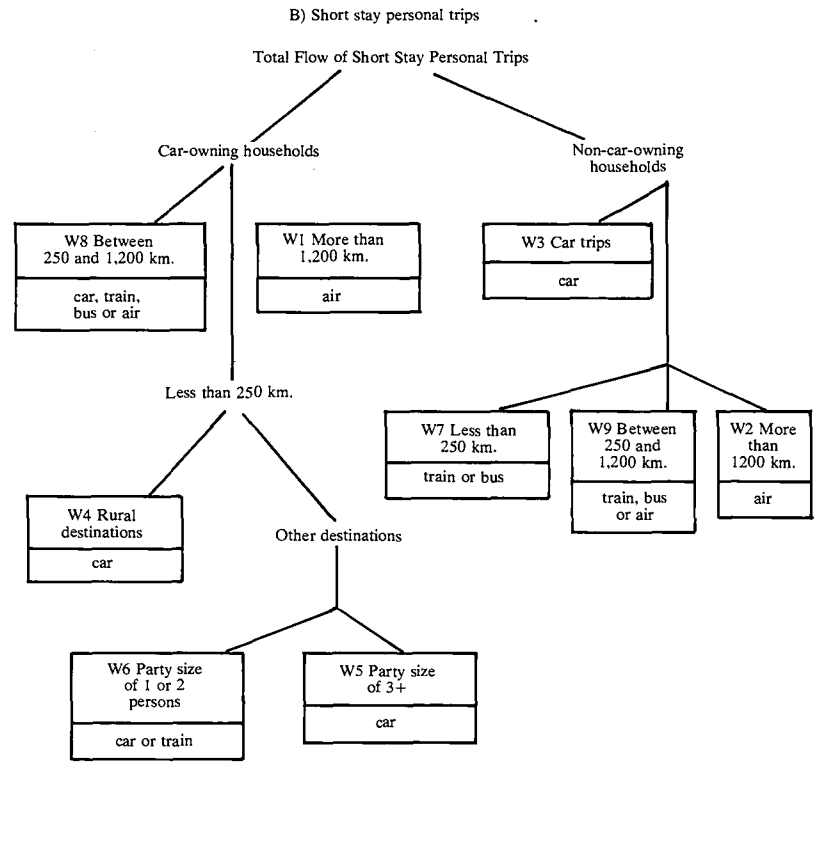 B) Short stay personal trips
Total Flow of Short Stay Personal Trips
Car-owning households
Non-car-owning
households
W8 Between
250 and 1,200 km.
car, train,
bus or air
W1 More than
1,200 km.
air
W3 Car trips
car
Less than 250 km.
W7 Less than
250 km.
train or bus
W9 Between
250 and
1,200 km.
train, bus
or air
W2 More
than
1200 km.
air
W4 Rural
destinations
car
Other destinations
W6 Party size
of 1 or 2
persons
car or train
W5 Party size
of 3+
car